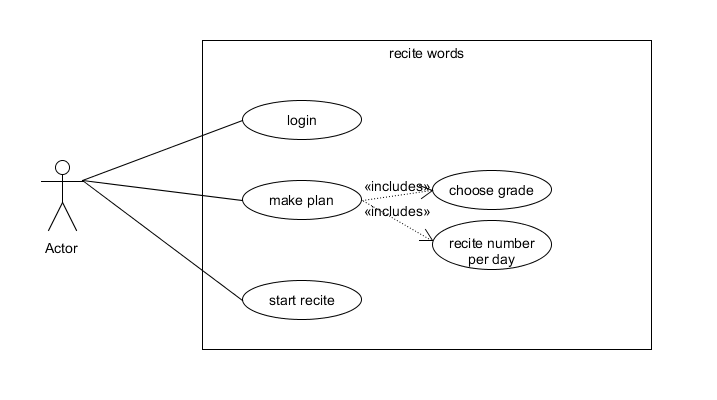 recite words
login
«includes»
choose grade
make plan
«includes»
recite number
per day
Actor
start recite